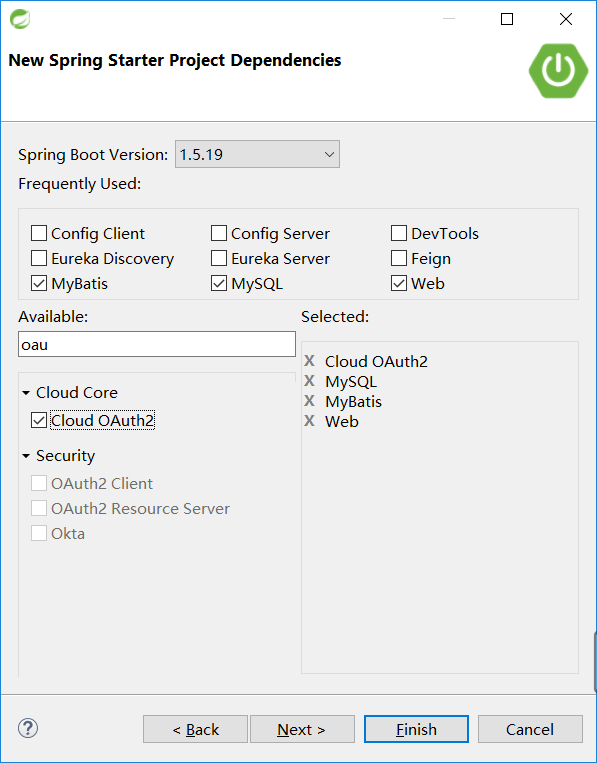 New Spring Starter Project Dependencies
Spring Boot Version: 1.5.19
Frequently Used:
Config Client Config Server DevTools
Eureka Discovery Eureka Server Feign
MyBatis MySQL Web
Available: Selected:
oau
X Cloud OAuth2
X MySQL
X MyBatis
X Web
Cloud Core
Cloud OAuth2
Security
OAuth2 Client
OAuth2 Resource Server
Okta
? < Back Next > Finish Cancel